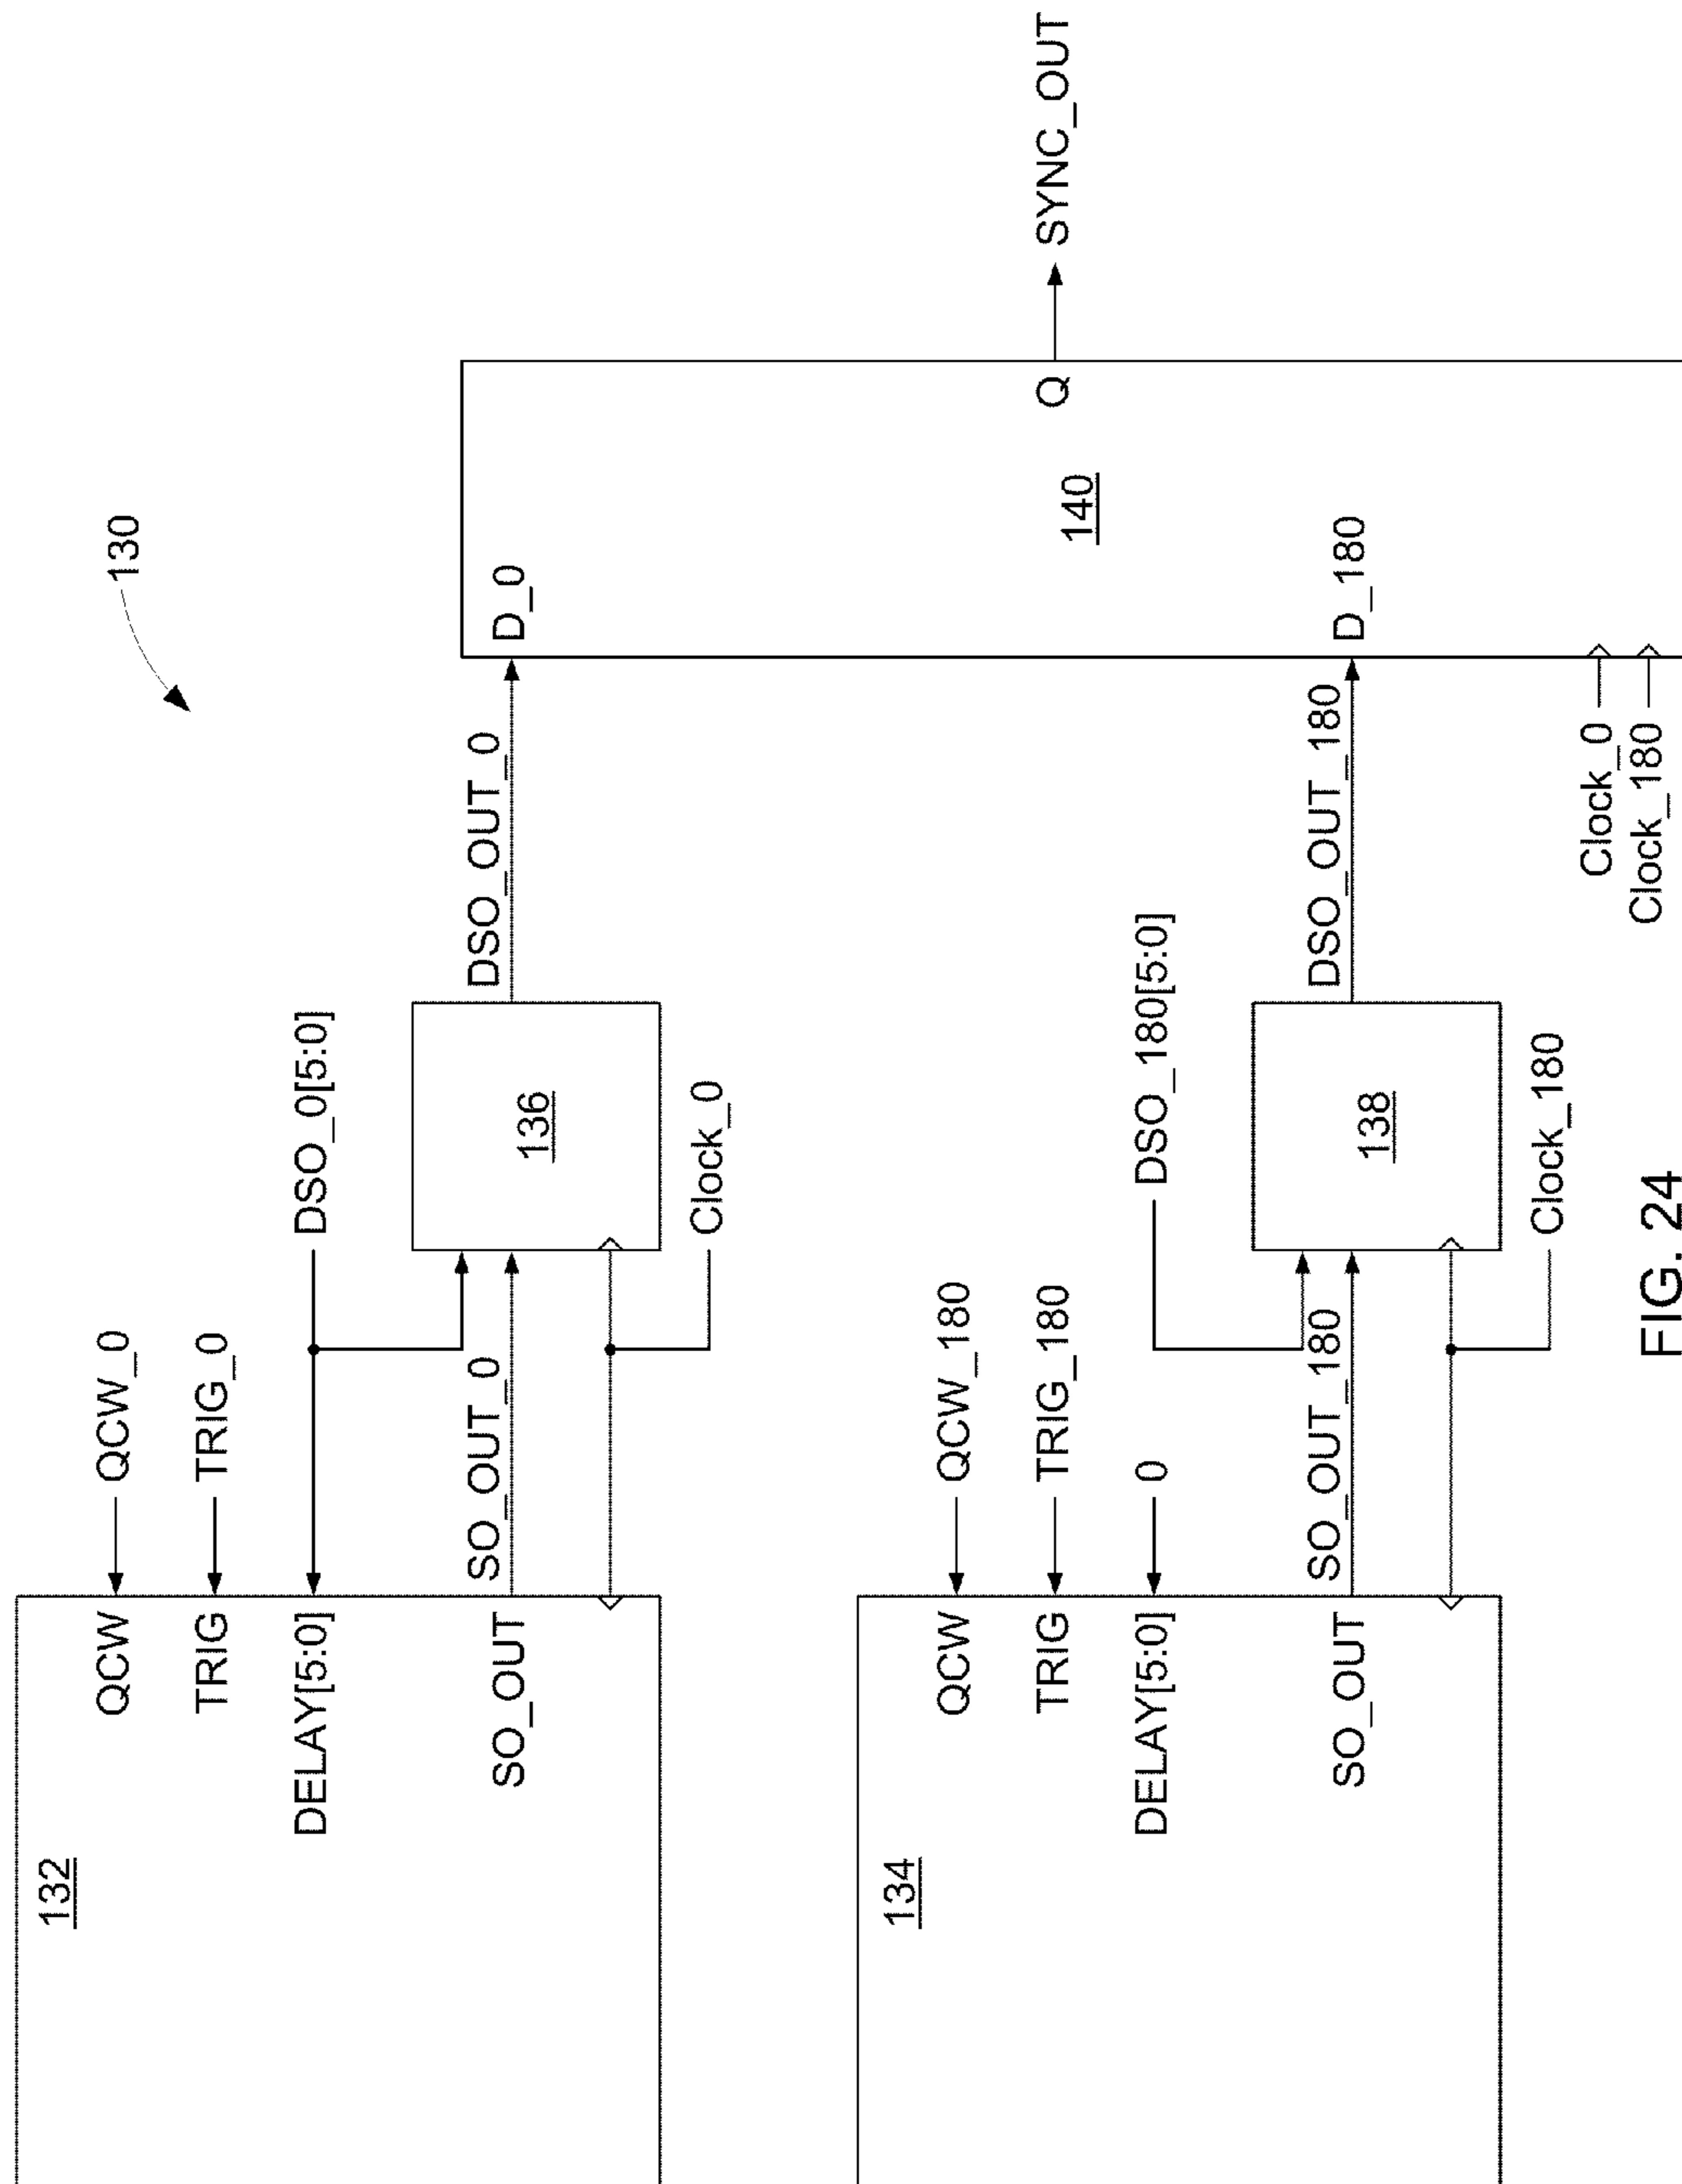 130
132
QCW
QCW_0
TRIG
TRIG_0
DELAY[5:0]
DSO_0[5:0]
SO_OUT
SO_OUT_0
136
Clock_0
DSO_OUT_0
D_0
140
Q
SYNC_OUT
134
QCW
QCW_180
TRIG
TRIG_180
DELAY[5:0]
0
DSO_180[5:0]
SO_OUT
SO_OUT_180
138
Clock_180
DSO_OUT_180
D_180
Clock_0
Clock_180
FIG. 24